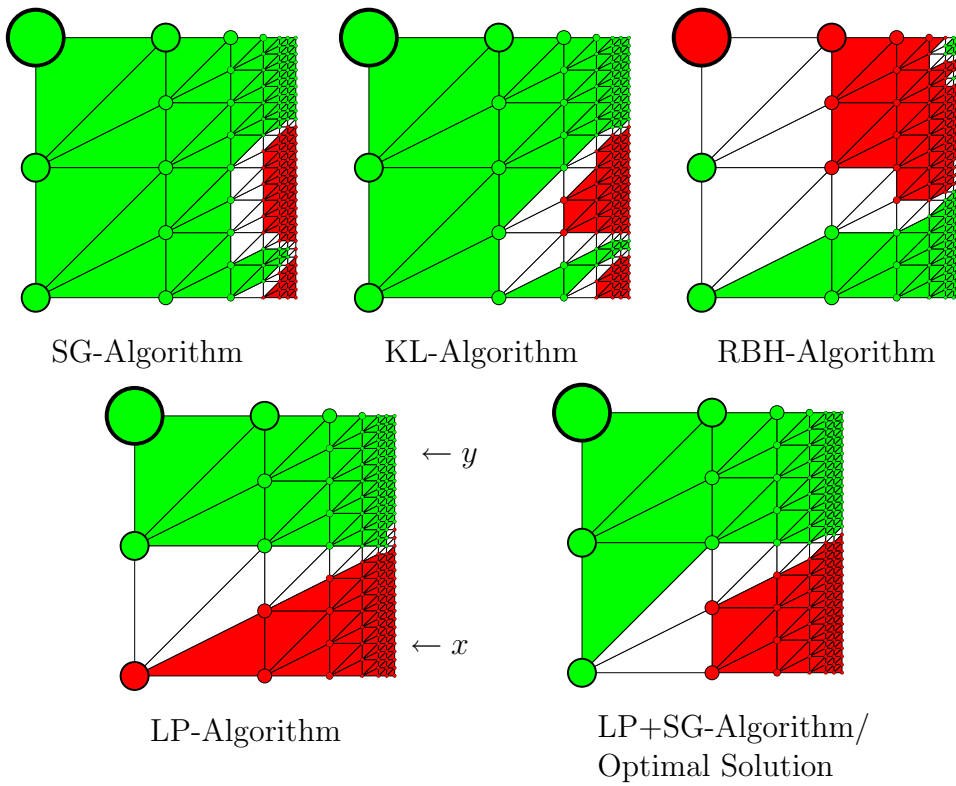 SG-Algorithm
KL-Algorithm
RBH-Algorithm
← y
← x
LP-Algorithm
LP+SG-Algorithm/
Optimal Solution